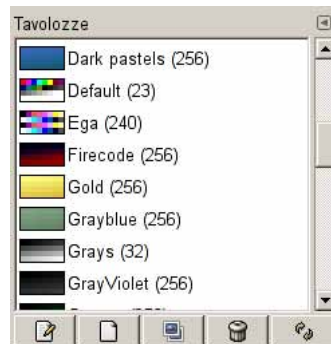 Tavolozze
Dark pastels (256)
Default (23)
Ega (240)
Firecode (256)
Gold (256)
Grayblue (256)
Grays (32)
GrayViolet (256)